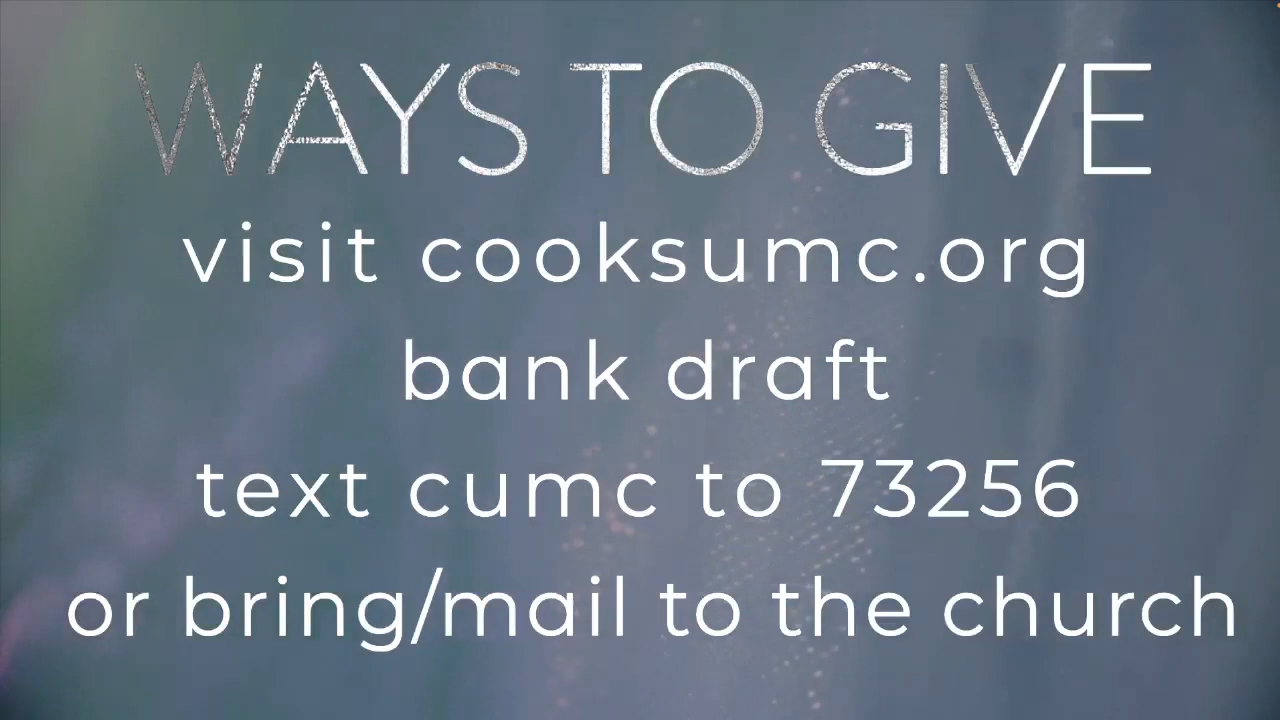 WAYS TO GIVE
visit cooksumc.org
bank draft
text cumc to 73256
or bring/mail to the church